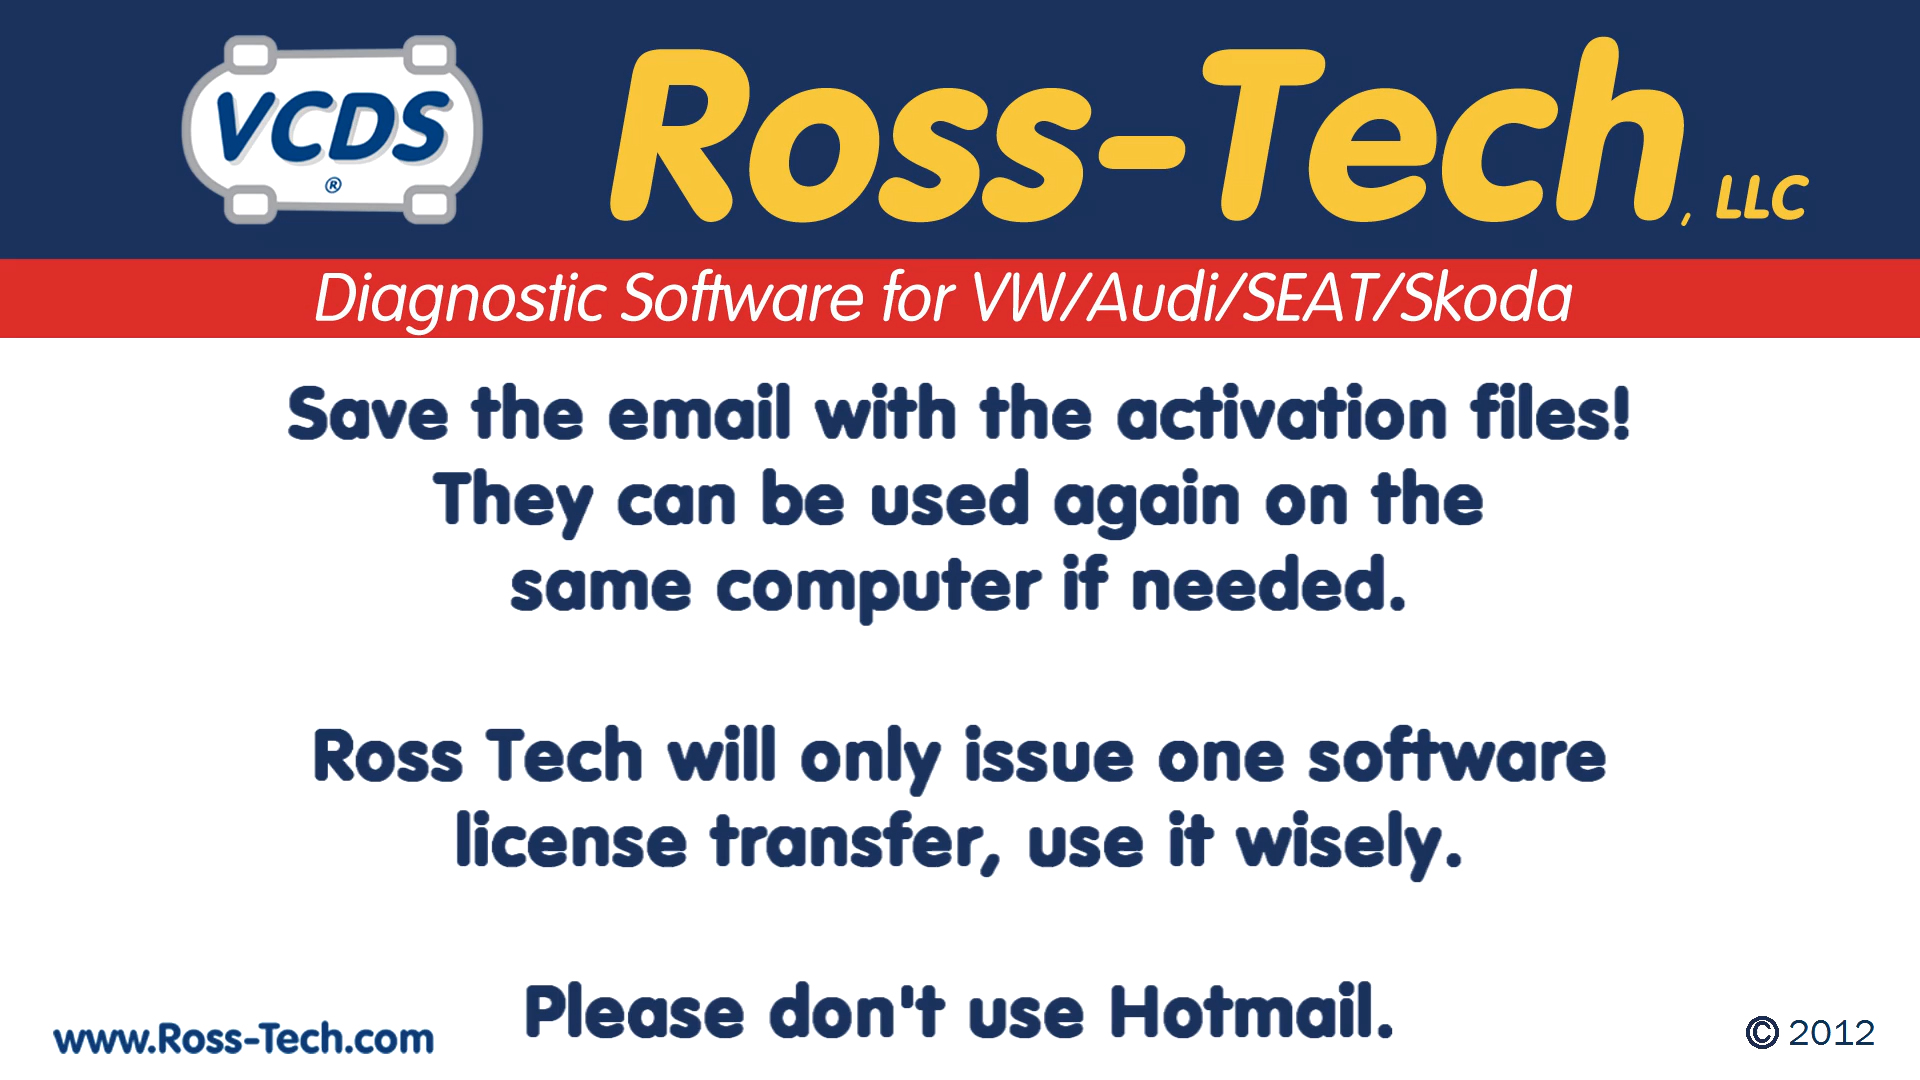 VCDS
®
Ross-Tech, LLC
Diagnostic Software for VW/Audi/SEAT/Skoda
Save the email with the activation files!
They can be used again on the
same computer if needed.
Ross Tech will only issue one software
license transfer, use it wisely.
Please don't use Hotmail.
www.Ross-Tech.com
© 2012